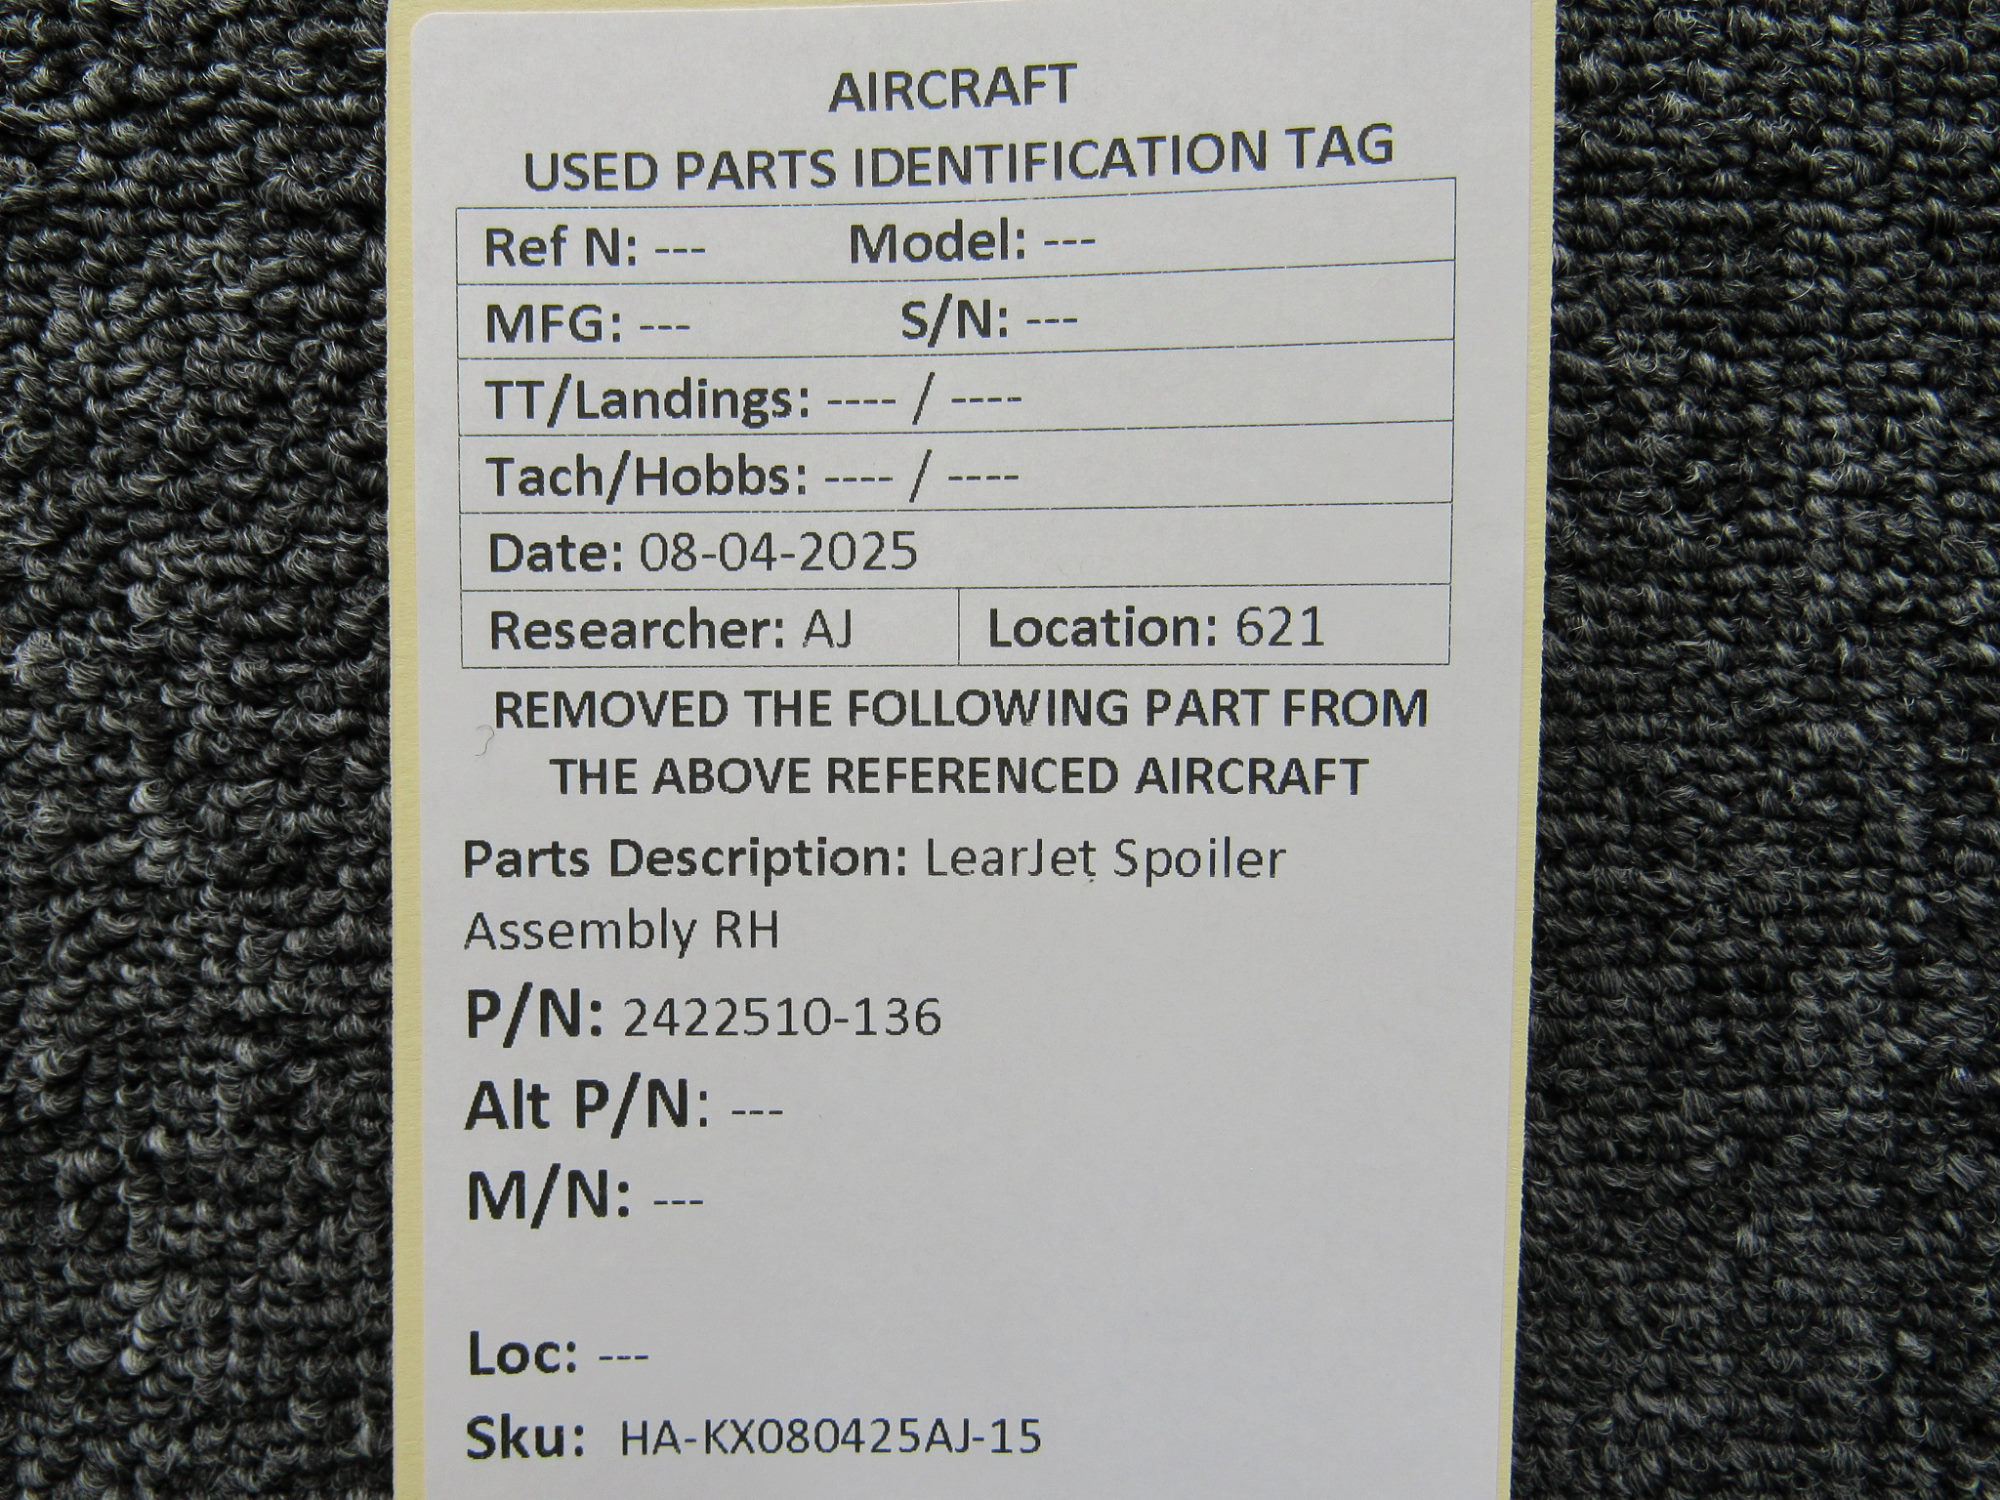 AIRCRAFT
USED PARTS IDENTIFICATION TAG
Ref N: --- Model: ---
MFG: --- S/N: ---
TT/Landings: ---- / ----
Tach/Hobbs: ---- / ----
Date: 08-04-2025
Researcher: AJ Location: 621
REMOVED THE FOLLOWING PART FROM
THE ABOVE REFERENCED AIRCRAFT
Parts Description: LearJet Spoiler
Assembly RH
P/N: 2422510-136
Alt P/N: ---
M/N: ---
Loc: ---
Sku: HA-KX080425AJ-15